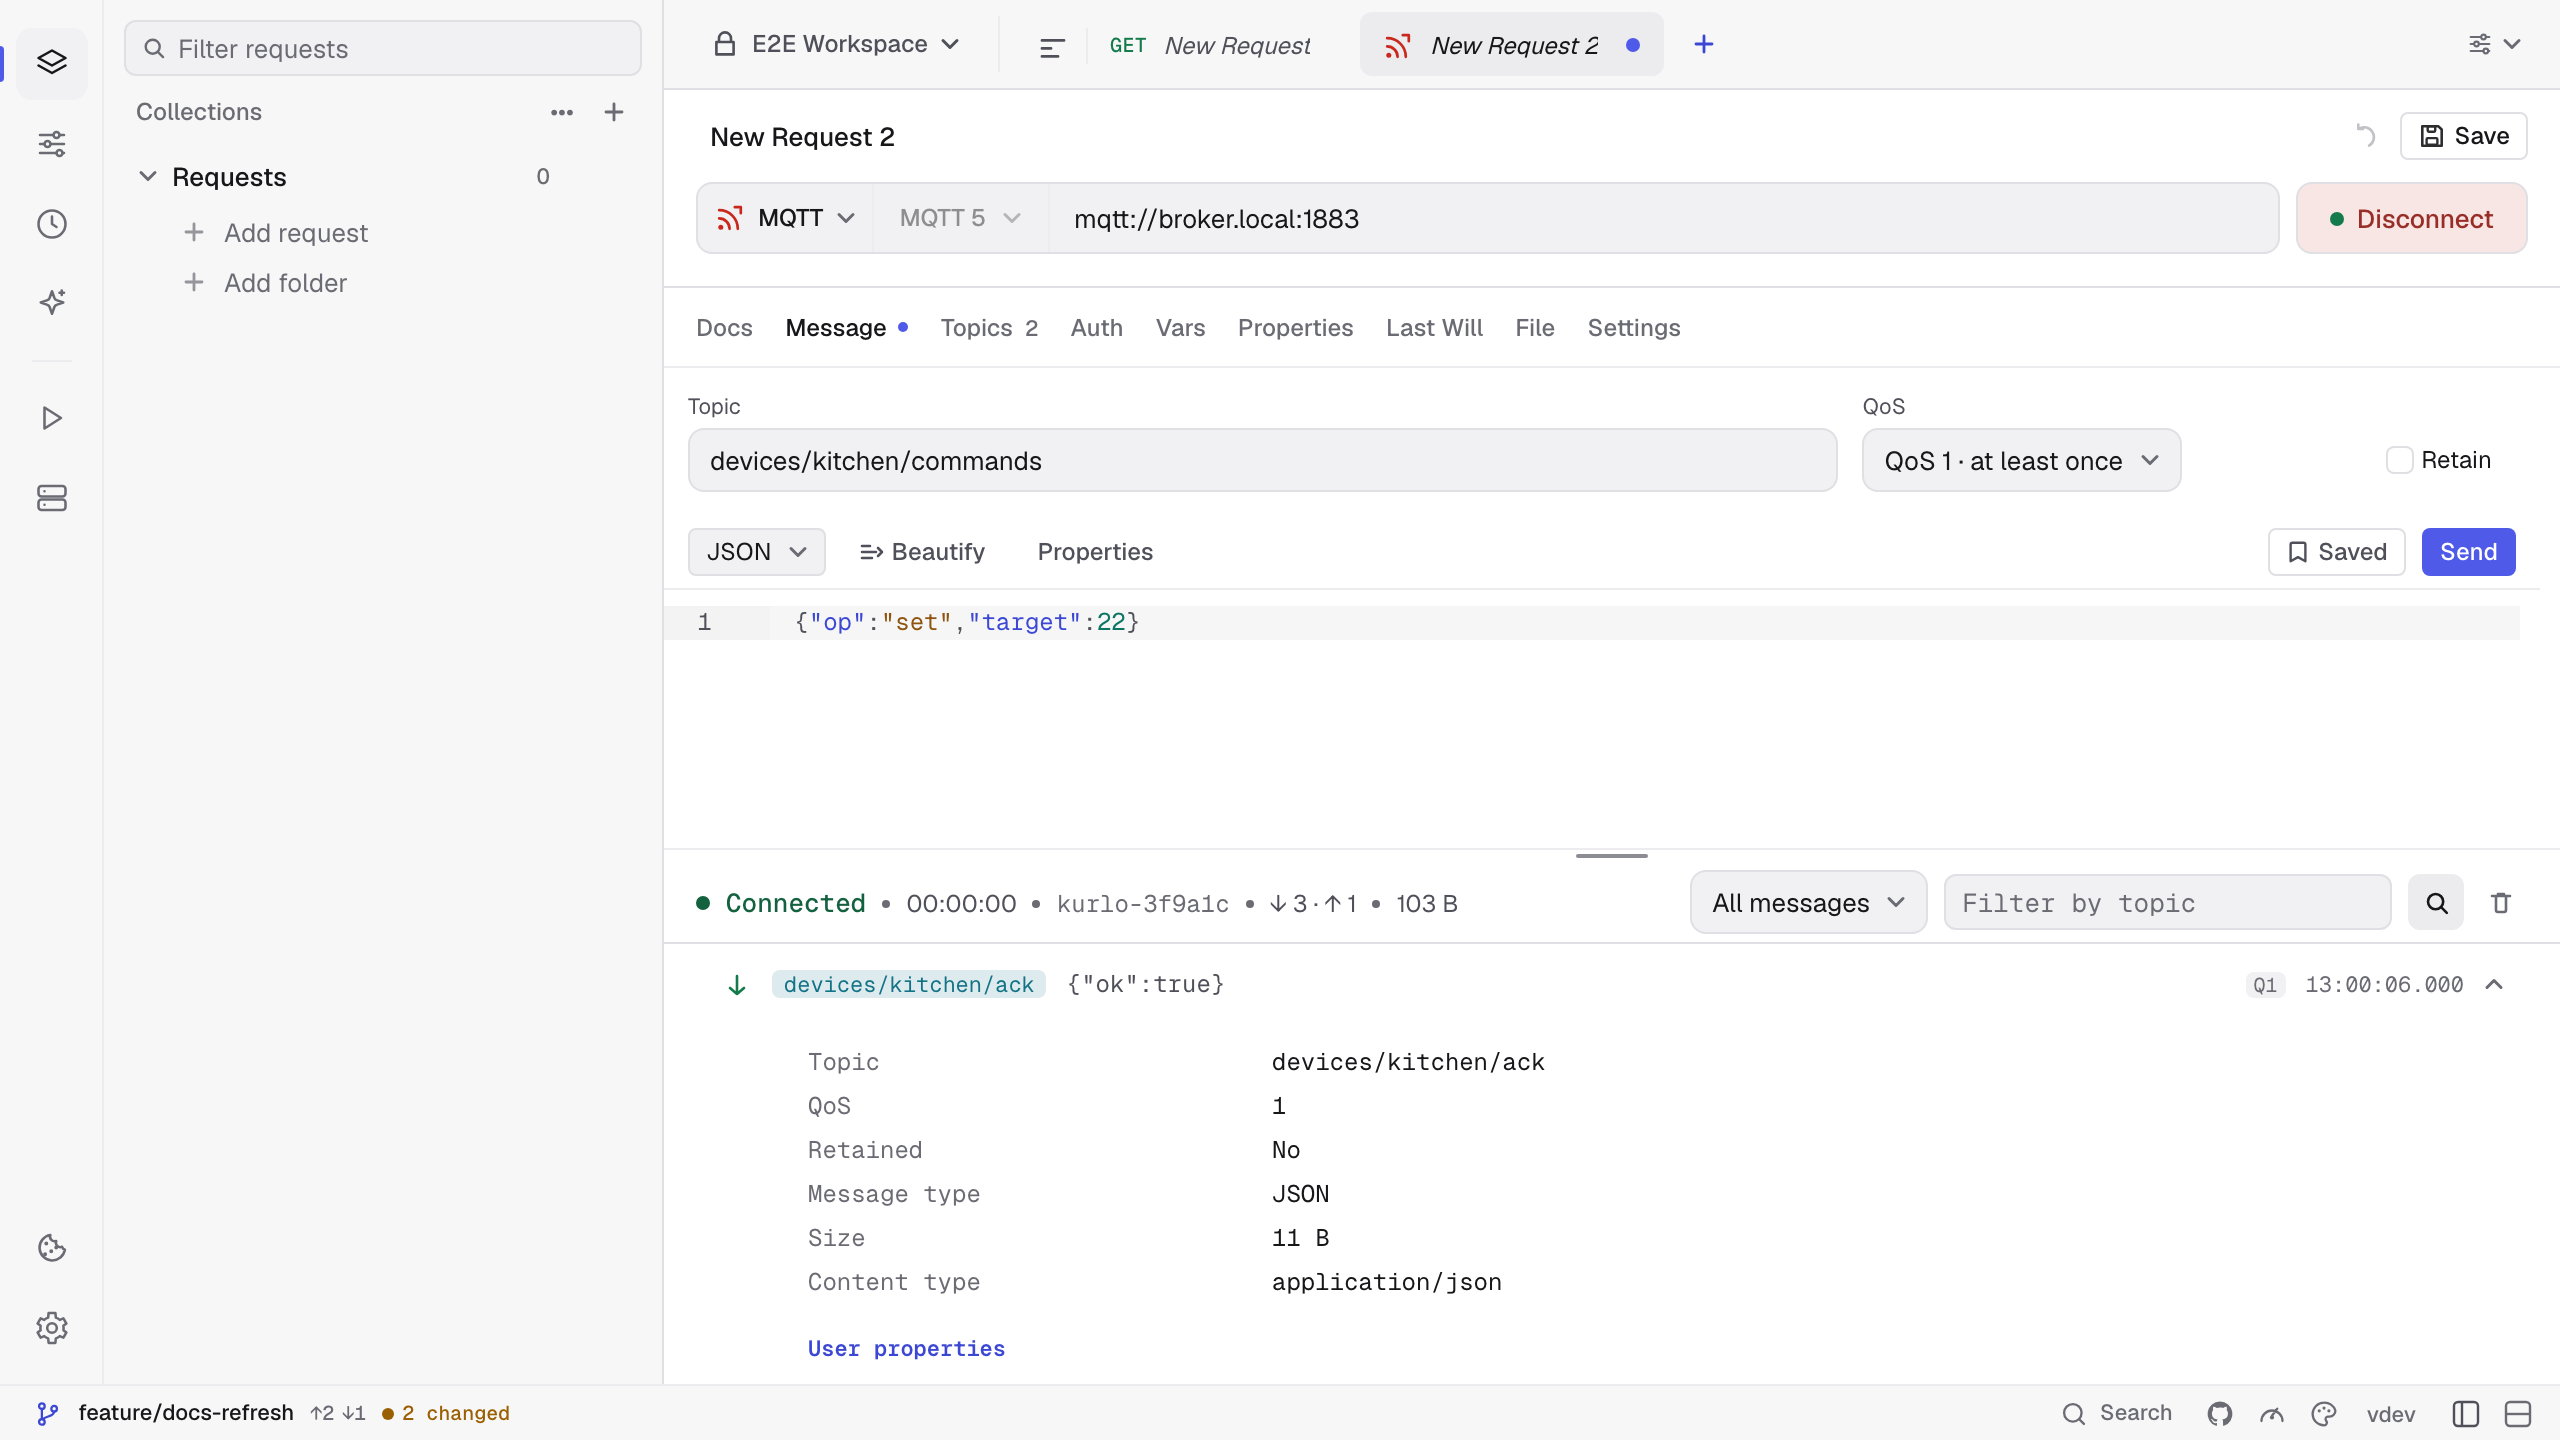 Filter requests
Collections
Requests 0
Add request
Add folder
E2E Workspace
GET New Request
New Request 2
New Request 2
Save
MQTT
MQTT 5
mqtt://broker.local:1883
Disconnect
Docs Message Topics 2 Auth Vars Properties Last Will File Settings
Topic
QoS
devices/kitchen/commands
QoS 1 · at least once
Retain
JSON
Beautify
Properties
Saved
Send
1 {"op":"set","target":22}
Connected • 00:00:00 • kurlo-3f9a1c • ↓3 · ↑1 • 103 B
All messages
Filter by topic
↓ devices/kitchen/ack {"ok":true} Q1 13:00:06.000
Topic devices/kitchen/ack
QoS 1
Retained No
Message type JSON
Size 11 B
Content type application/json
User properties
feature/docs-refresh ↑2 ↓1 2 changed
Search
vdev